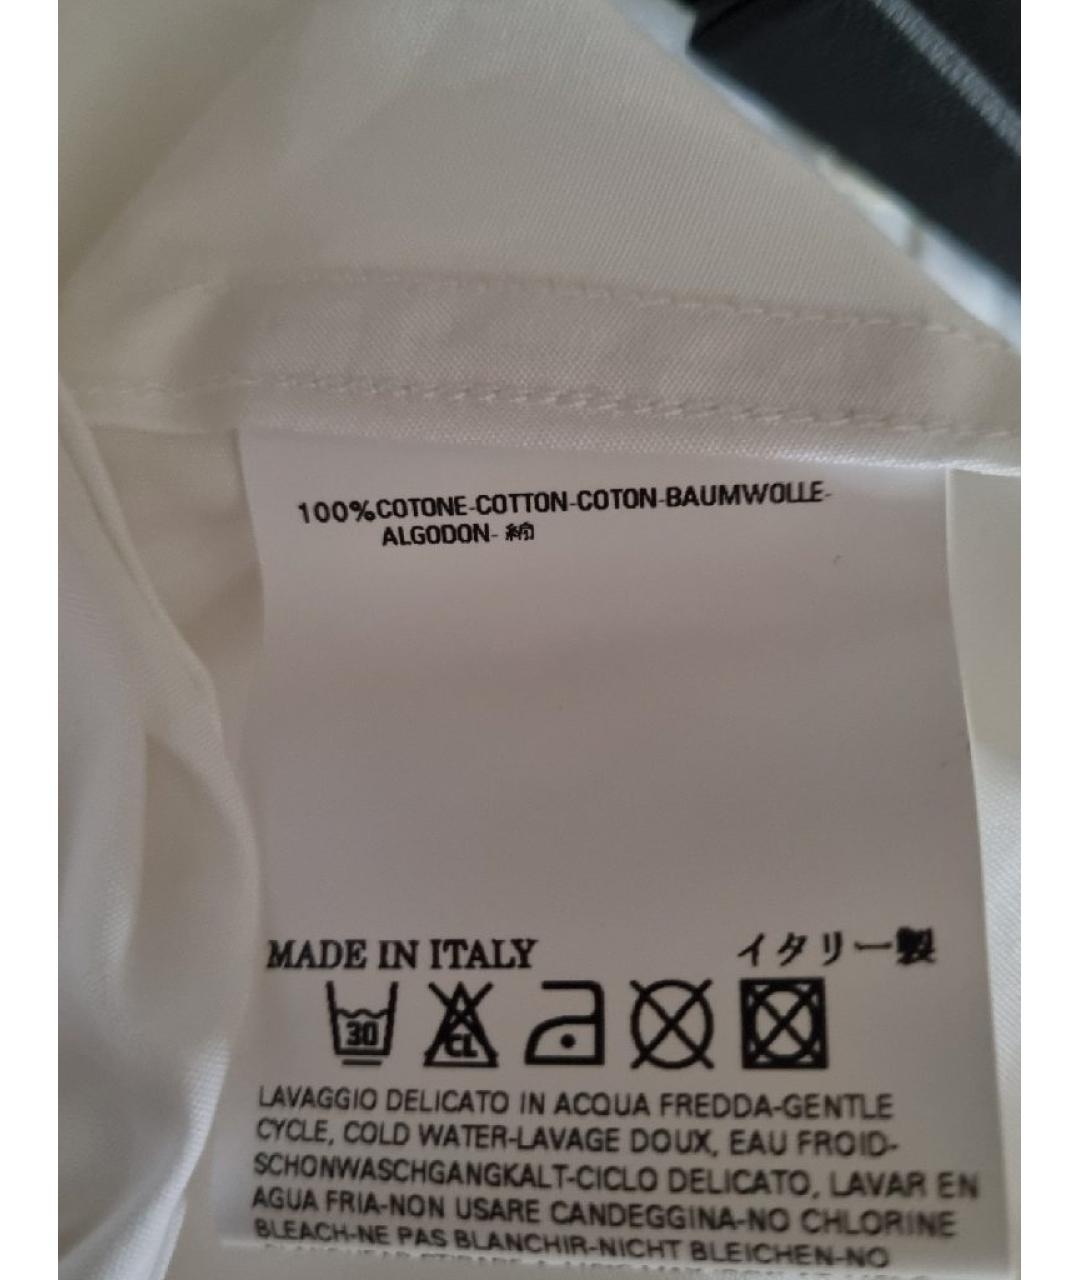 100%COTONE-COTTON-COTON-BAUMWOLLE-
ALGODON- 綿
MADE IN ITALY イタリー製
30 CL
LAVAGGIO DELICATO IN ACQUA FREDDA-GENTLE
CYCLE, COLD WATER-LAVAGE DOUX, EAU FROID-
SCHONWASCHGANGKALT-CICLO DELICATO, LAVAR EN
AGUA FRIA-NON USARE CANDEGGINA-NO CHLORINE
BLEACH-NE PAS BLANCHIR-NICHT BLEICHEN-NO